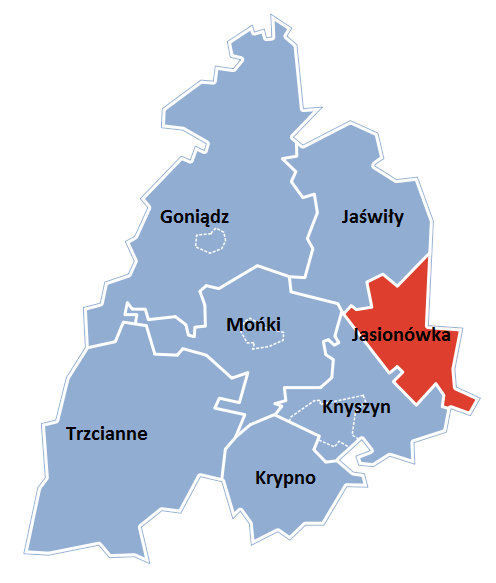 Goniądz
Jaświły
Mońki
Jasionówka
Knyszyn
Trzcianne
Krypno